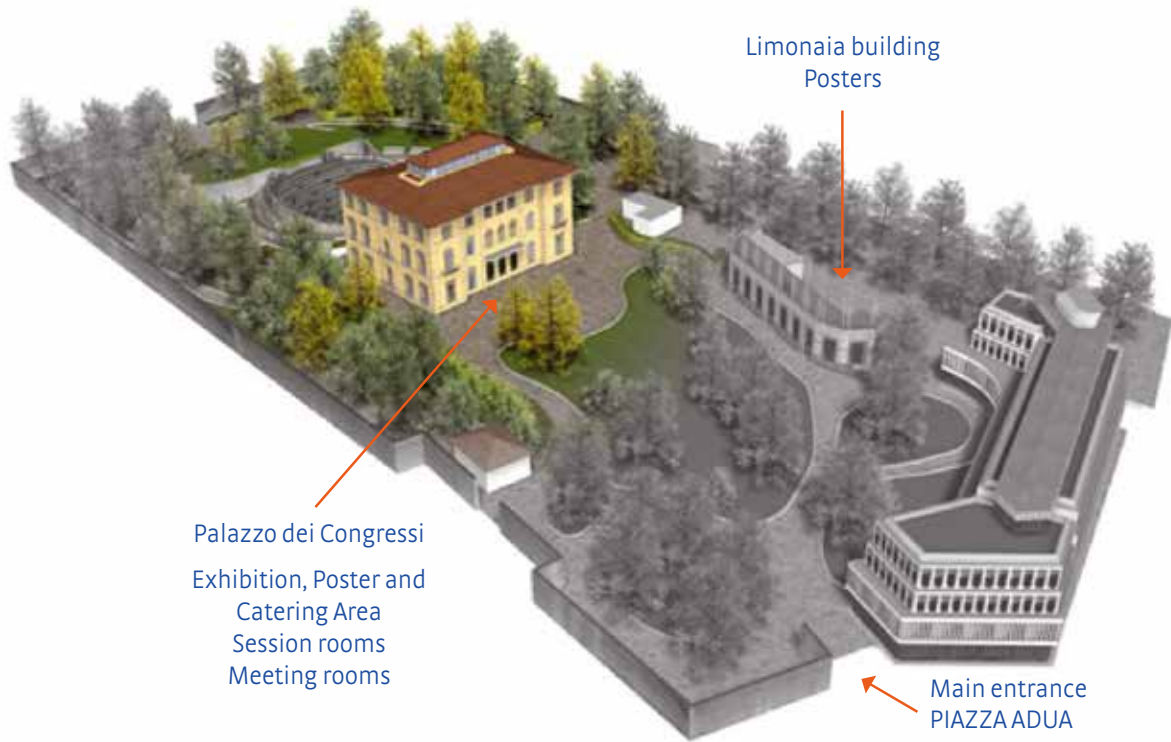 Limonaia building
Posters
Palazzo dei Congressi
Exhibition, Poster and
Catering Area
Session rooms
Meeting rooms
Main entrance
PIAZZA ADUA